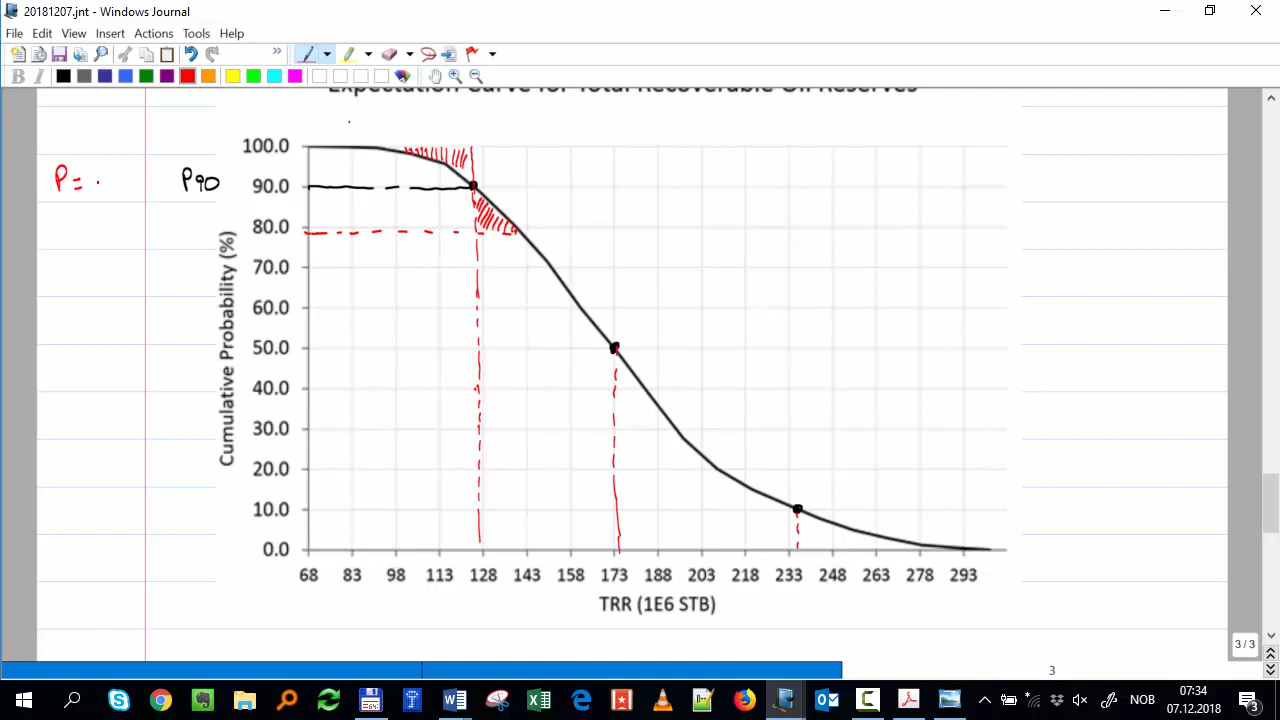 20181207.jnt - Windows Journal
File Edit View Insert Actions Tools Help
B I
Expectation Curve for Total Recoverable Oil Reserves
100.0
P= P90 90.0
80.0
70.0
60.0
50.0
40.0
30.0
20.0
10.0
0.0
Cumulative Probability (%)
68 83 98 113 128 143 158 173 188 203 218 233 248 263 278 293
TRR (1E6 STB)
3 / 3
3
NOB
07:34
07.12.2018
3